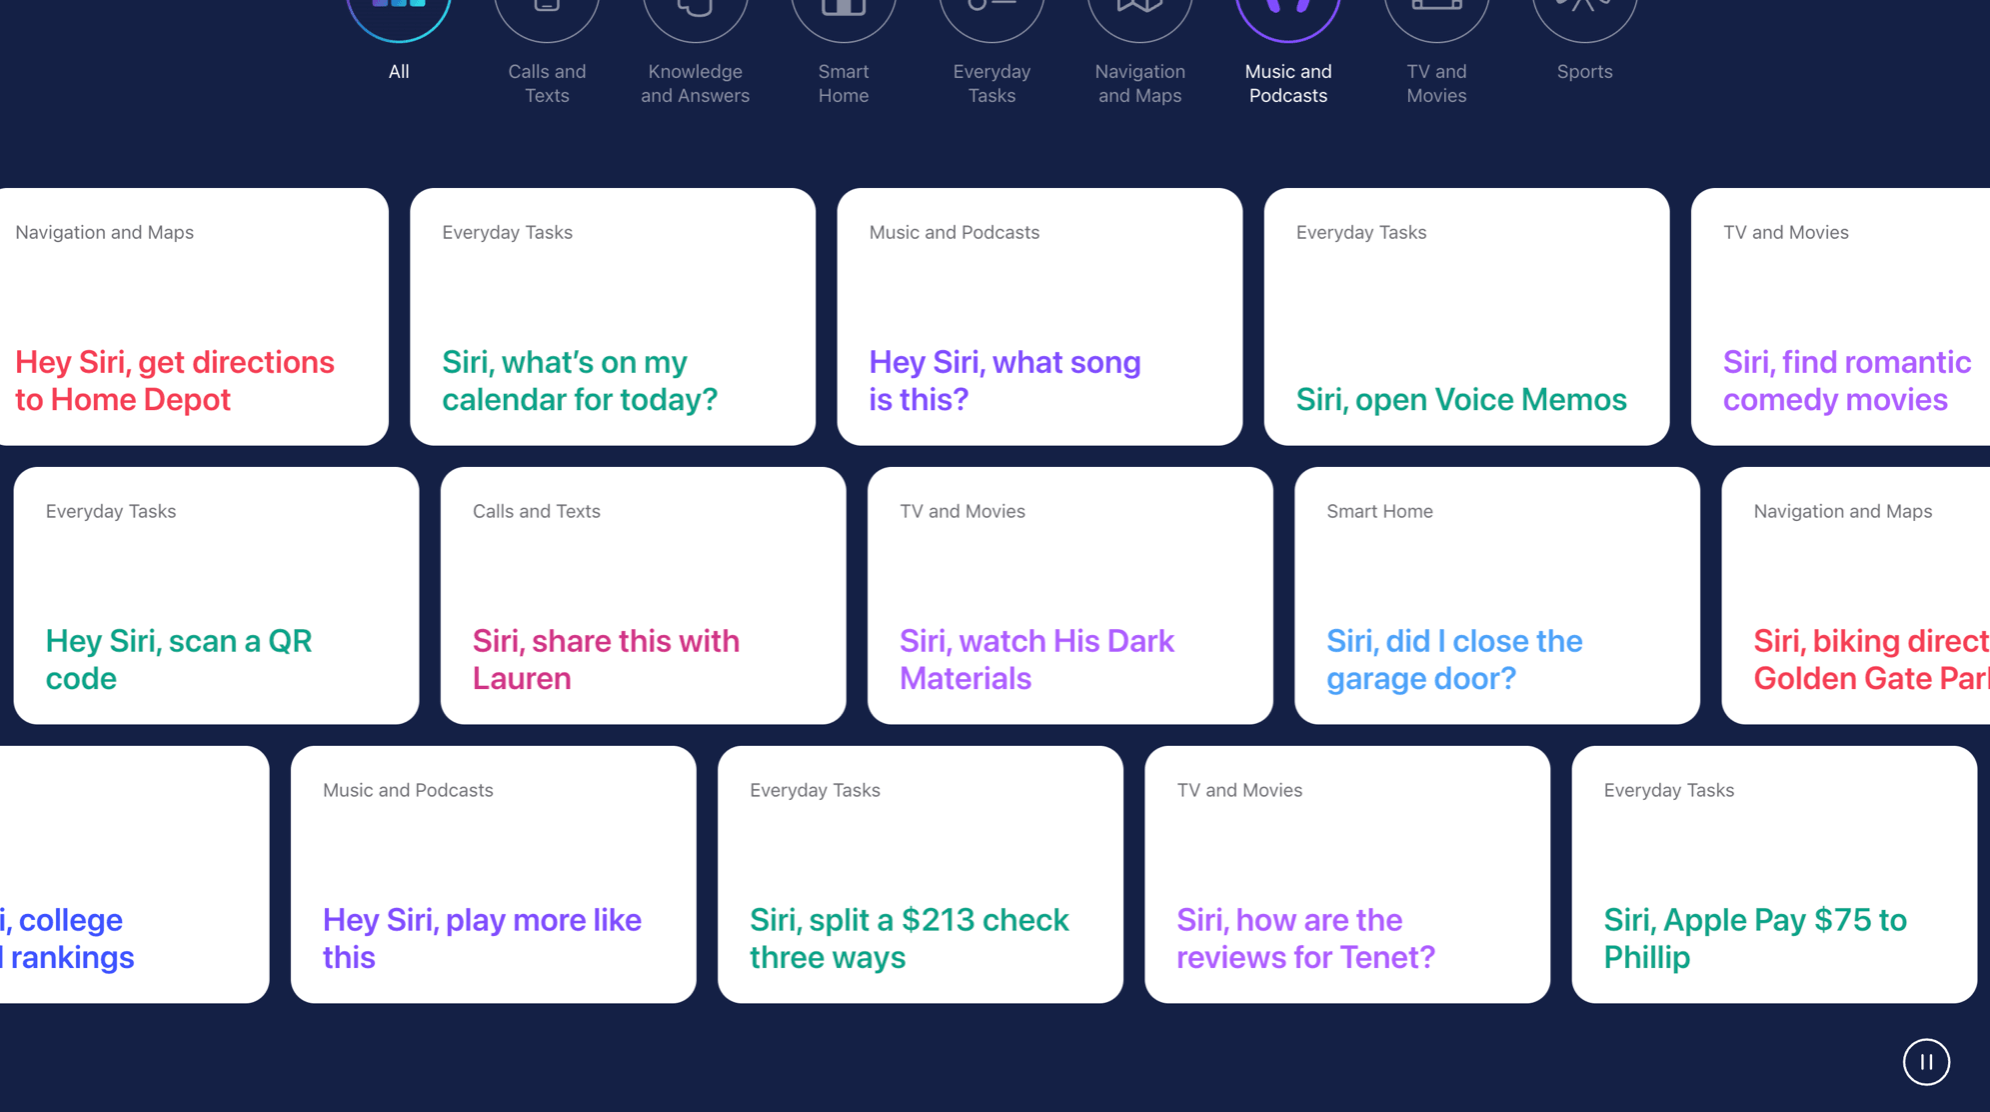 All
Calls and
Texts
Knowledge
and Answers
Smart
Home
Everyday
Tasks
Navigation
and Maps
Music and
Podcasts
TV and
Movies
Sports
Navigation and Maps
Hey Siri, get directions
to Home Depot
Everyday Tasks
Siri, what’s on my
calendar for today?
Music and Podcasts
Hey Siri, what song
is this?
Everyday Tasks
Siri, open Voice Memos
TV and Movies
Siri, find romantic
comedy movies
Everyday Tasks
Hey Siri, scan a QR
code
Calls and Texts
Siri, share this with
Lauren
TV and Movies
Siri, watch His Dark
Materials
Smart Home
Siri, did I close the
garage door?
Navigation and Maps
Siri, biking direct
Golden Gate
college
rankings
Music and Podcasts
Hey Siri, play more like
this
Everyday Tasks
Siri, split a $213 check
three ways
TV and Movies
Siri, how are the
reviews for Tenet?
Everyday Tasks
Siri, Apple Pay $75 to
Phillip